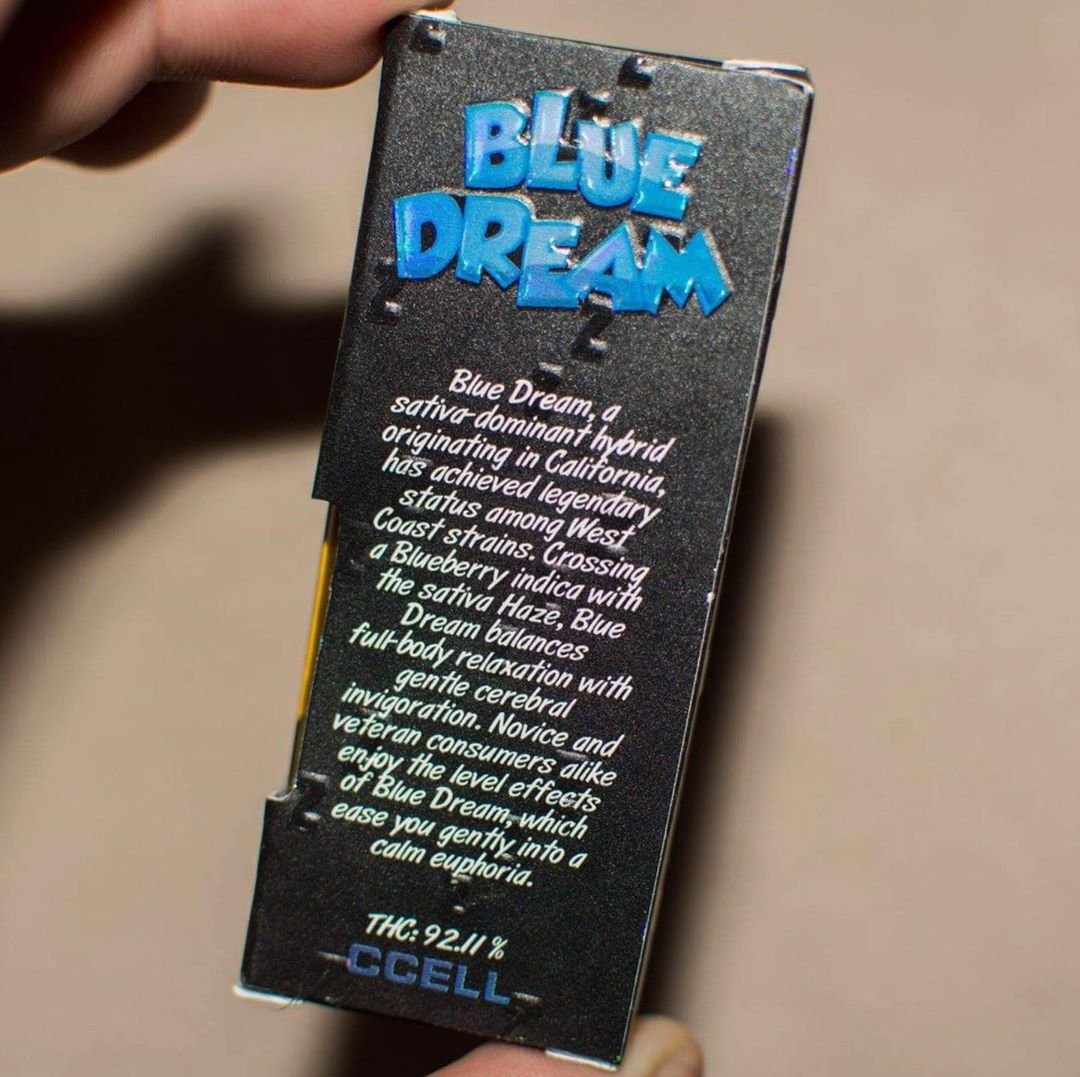 BLUE
DREAM
Blue Dream, a
sativa-dominant hybrid
originating in California,
has achieved legendary
status among West
Coast strains. Crossing
a Blueberry indica with
the sativa Haze, Blue
Dream balances
full-body relaxation with
gentle cerebral
invigoration. Novice and
veteran consumers alike
enjoy the level effects
of Blue Dream, which
ease you gently into a
calm euphoria.
THC: 92.11 %
CCELL